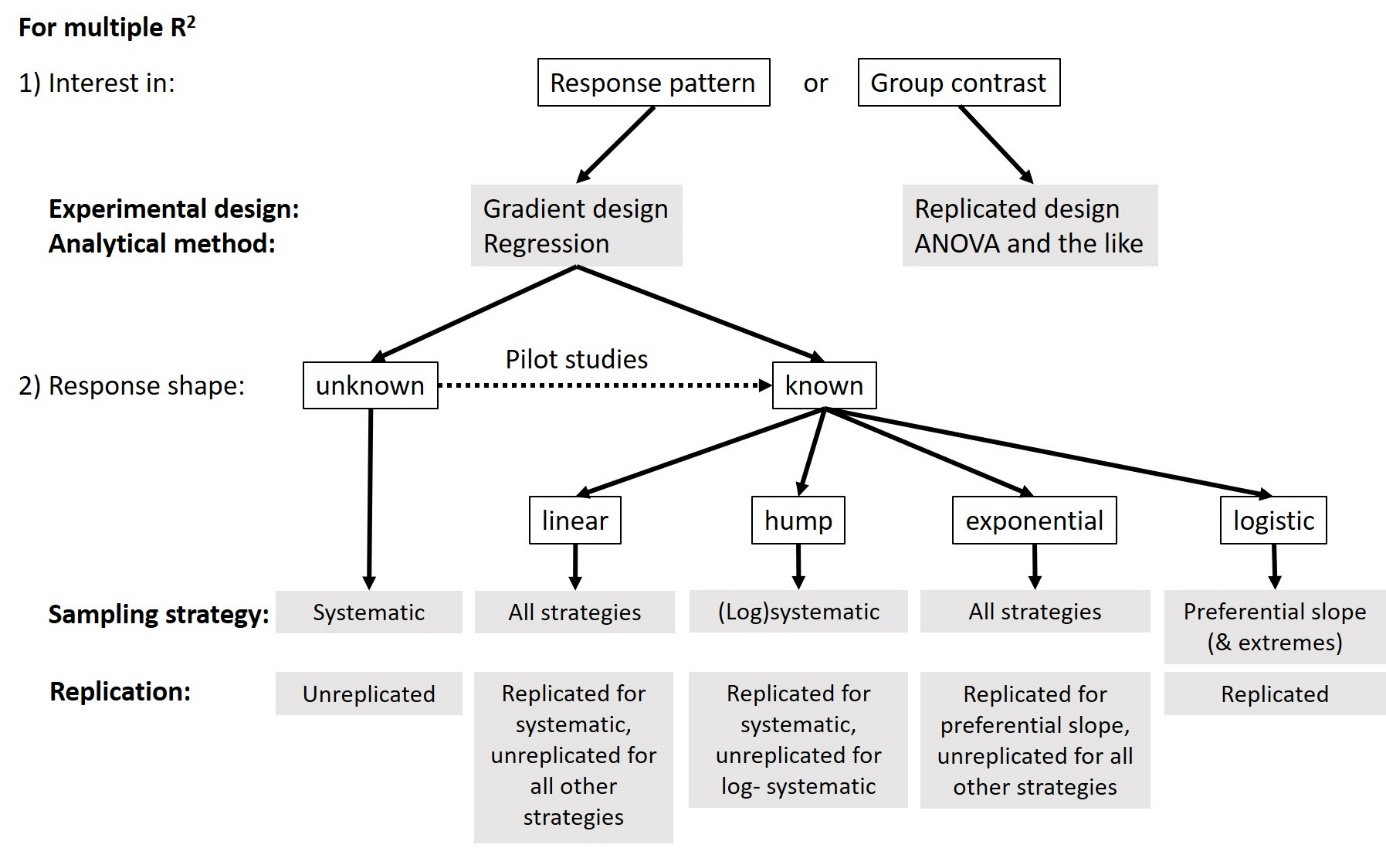 For multiple R²
1) Interest in:
Response pattern
or
Group contrast
Experimental design:
Analytical method:
Gradient design
Regression
Replicated design
ANOVA and the like
Pilot studies
2) Response shape:
unknown
known
linear
hump
exponential
logistic
Sampling strategy:
Systematic
All strategies
(Log)systematic
All strategies
Preferential slope
(& extremes)
Replication:
Unreplicated
Replicated for
systematic,
unreplicated for
all other
strategies
Replicated for
systematic,
unreplicated for
log- systematic
Replicated for
preferential slope,
unreplicated for all
other strategies
Replicated